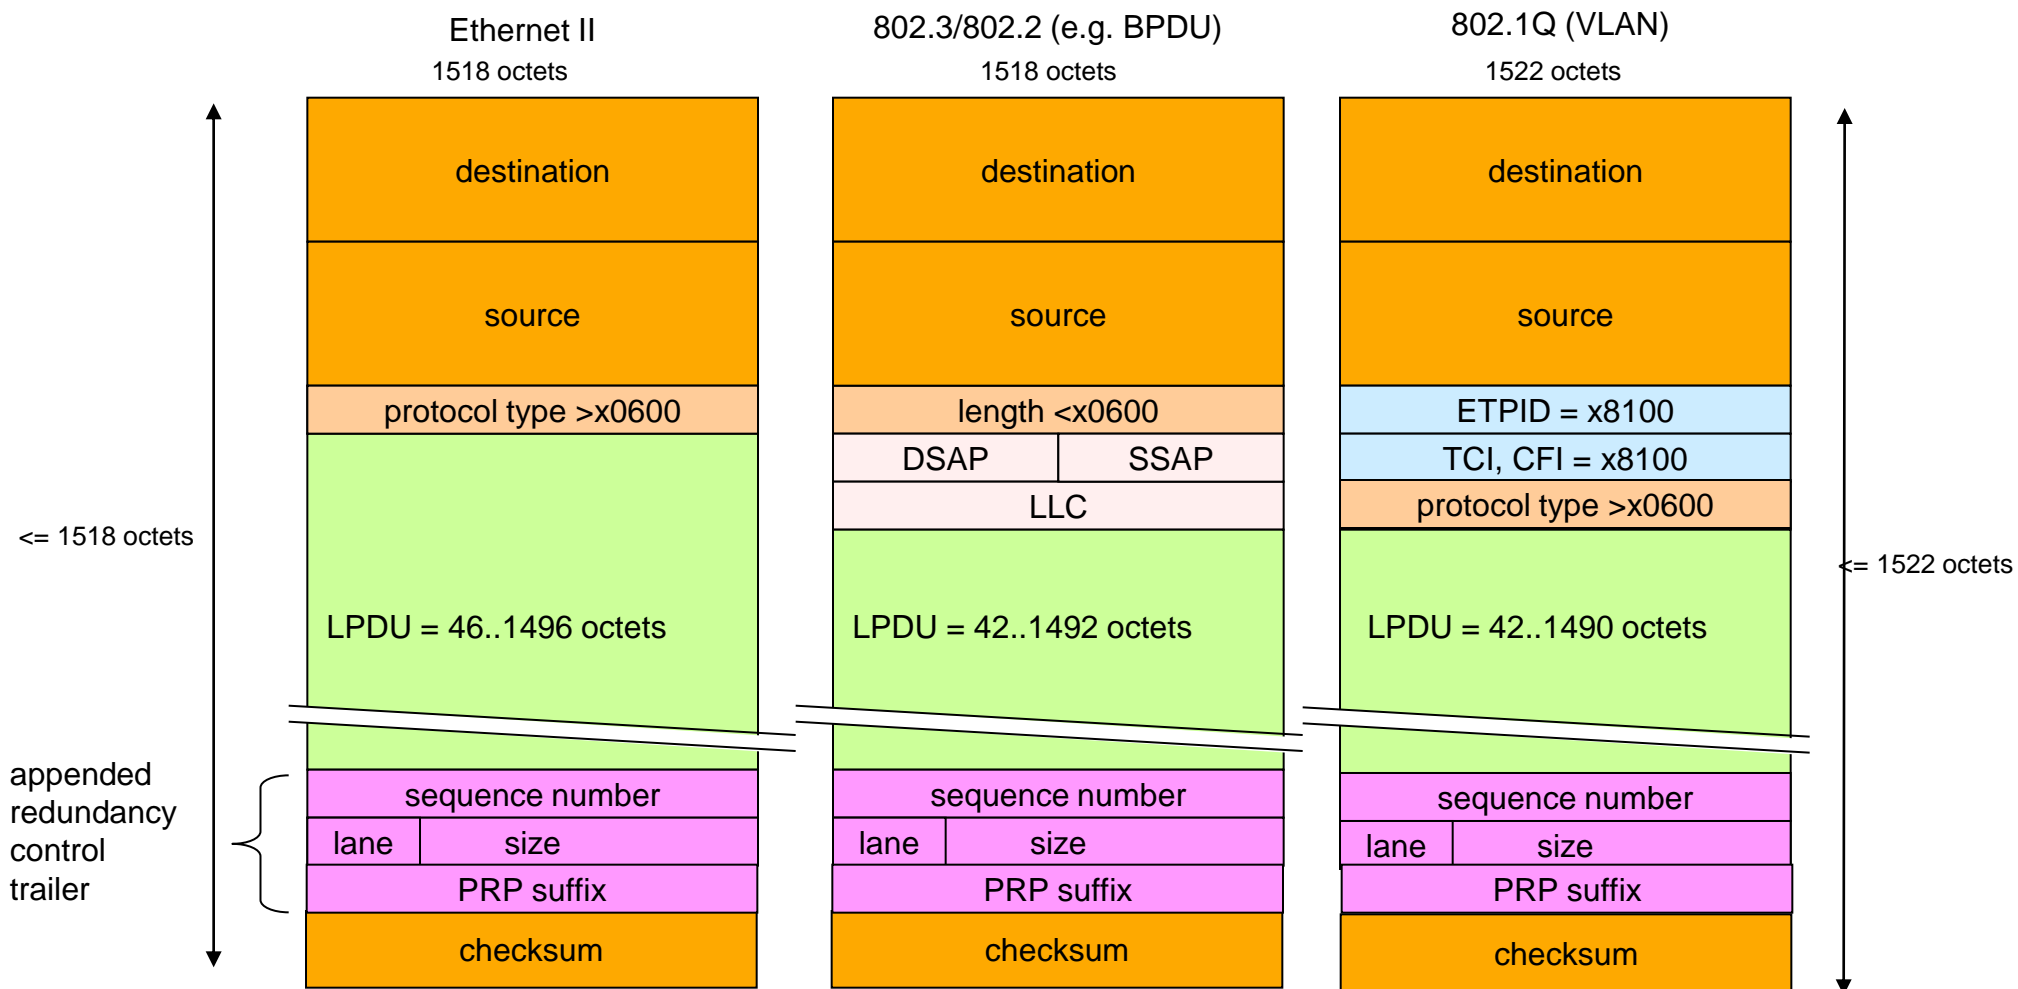 Ethernet II
802.3/802.2 (e.g. BPDU)
802.1Q (VLAN)
1518 octets
1518 octets
1522 octets
destination
destination
destination
source
source
source
protocol type >x0600
length <x0600
ETPID = x8100
DSAP
SSAP
TCI, CFI = x8100
LLC
protocol type >x0600
<= 1518 octets
<= 1522 octets
LPDU = 46..1496 octets
LPDU = 42..1492 octets
LPDU = 42..1490 octets
appended
redundancy
control
trailer
sequence number
sequence number
sequence number
lane
size
lane
size
lane
size
PRP suffix
PRP suffix
PRP suffix
checksum
checksum
checksum